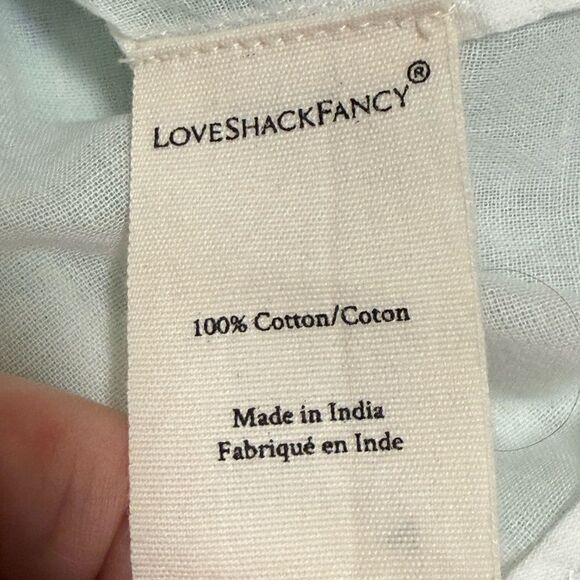 LOVESHACKFANCY®
100% Cotton/Coton
Made in India
Fabriqué en Inde